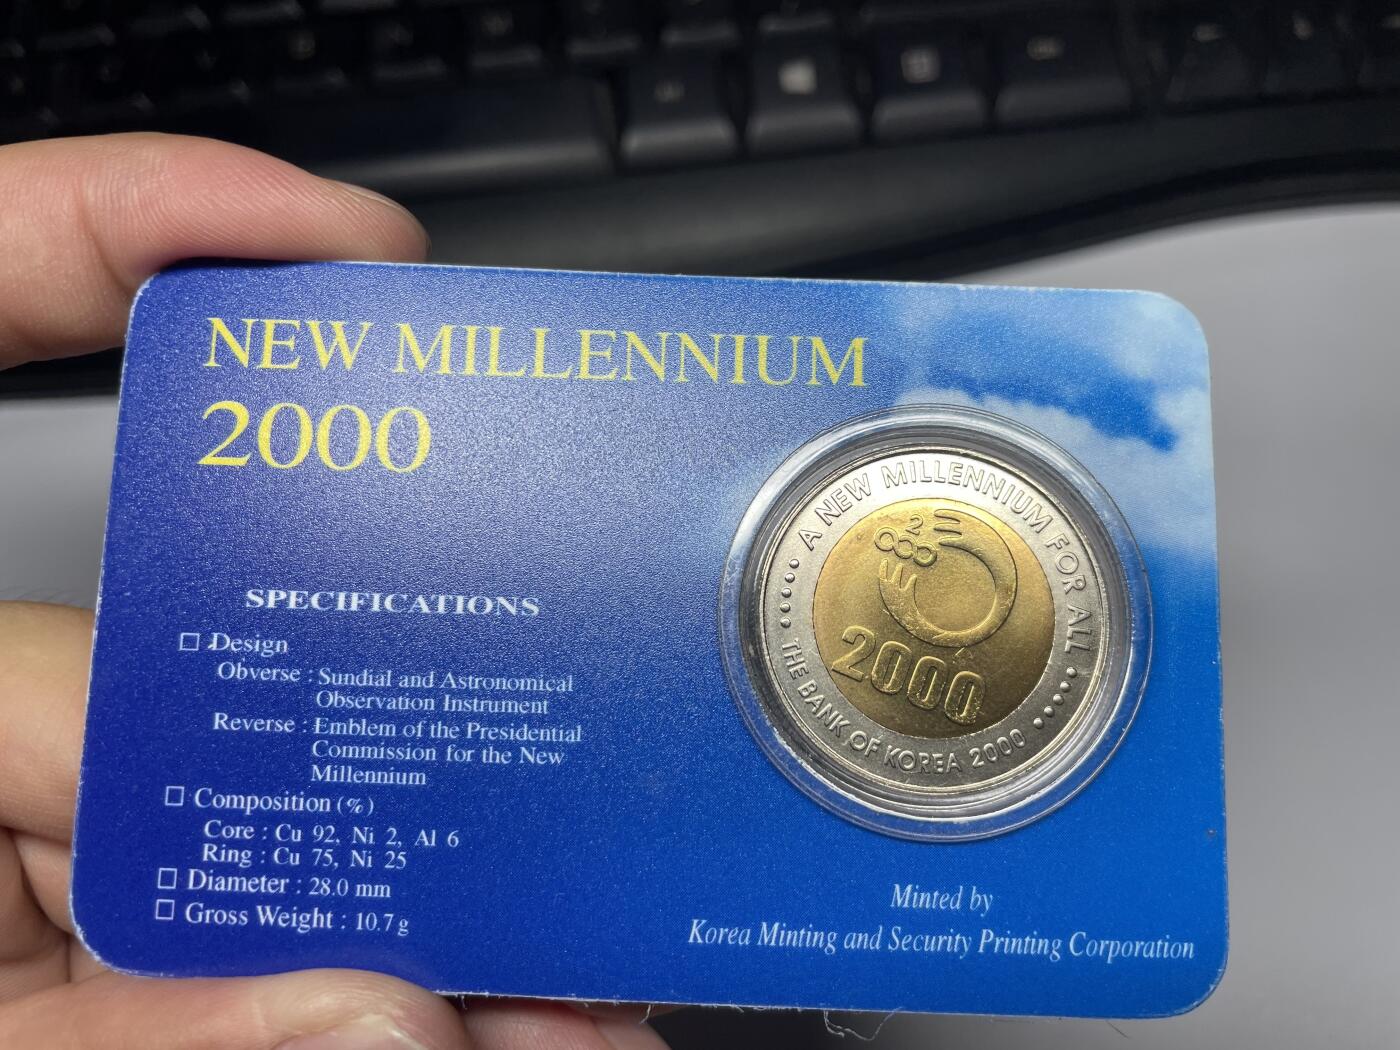 NEW MILLENNIUM
2000
SPECIFICATIONS
□ Design
Obverse : Sundial and Astronomical
Observation Instrument
Reverse : Emblem of the Presidential
Commission for the New
Millennium
□ Composition (%)
Core : Cu 92, Ni 2, Al 6
Ring : Cu 75, Ni 25
□ Diameter : 28.0 mm
□ Gross Weight : 10.7 g
A NEW MILLENNIUM FOR ALL
2000
THE BANK OF KOREA 2000
Minted by
Korea Minting and Security Printing Corporation